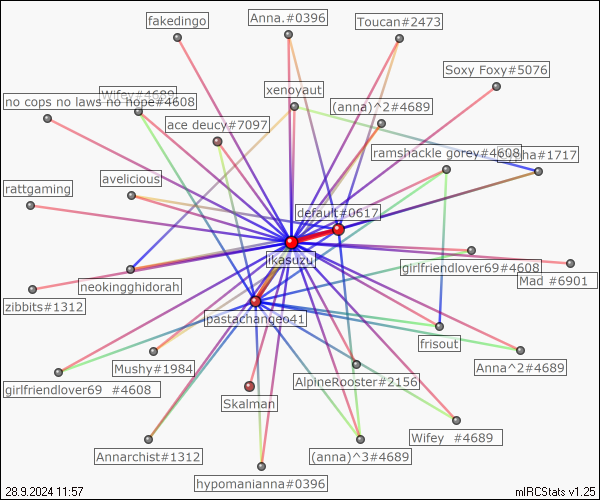 fakedingo
Anna.#0396
Toucan#2473
Soxy Foxy#5076
xenoyaut
Wifey#4689
no cops no laws no hope#4608
(anna)^2#4689
ace deucy#7097
ramshackle gorey#4608
#1717
rattgaming
avelicious
default#0617
ikasuzu
girlfriendlover69#4608
Mad #6901
neokingghidorah
zibbits#1312
pastachangeo41
frisout
Mushy#1984
AlpineRooster#2156
Anna^2#4689
girlfriendlover69 #4608
Skalman
Wifey #4689
Annarchist#1312
(anna)^3#4689
hypomanianna#0396
28.9.2024 11:57
mIRCStats v1.25